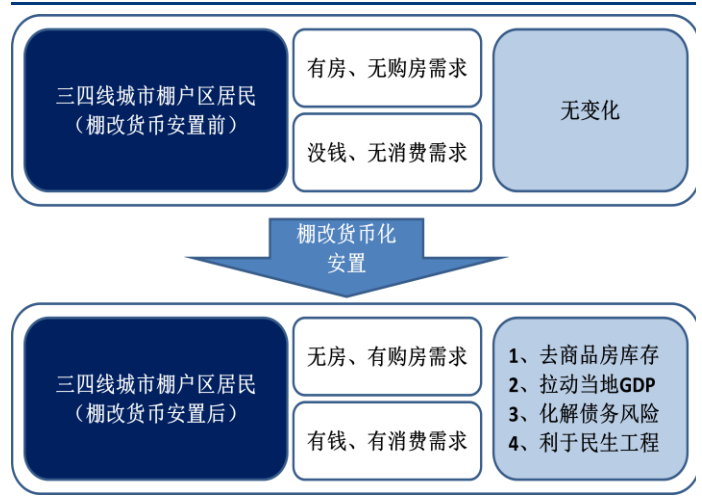 三四线城市棚户区居民
（棚改货币安置前）
有房、无购房需求
没钱、无消费需求
无变化
棚改货币化
安置
三四线城市棚户区居民
（棚改货币安置后）
无房、有购房需求
有钱、有消费需求
1、去商品房库存
2、拉动当地GDP
3、化解债务风险
4、利于民生工程